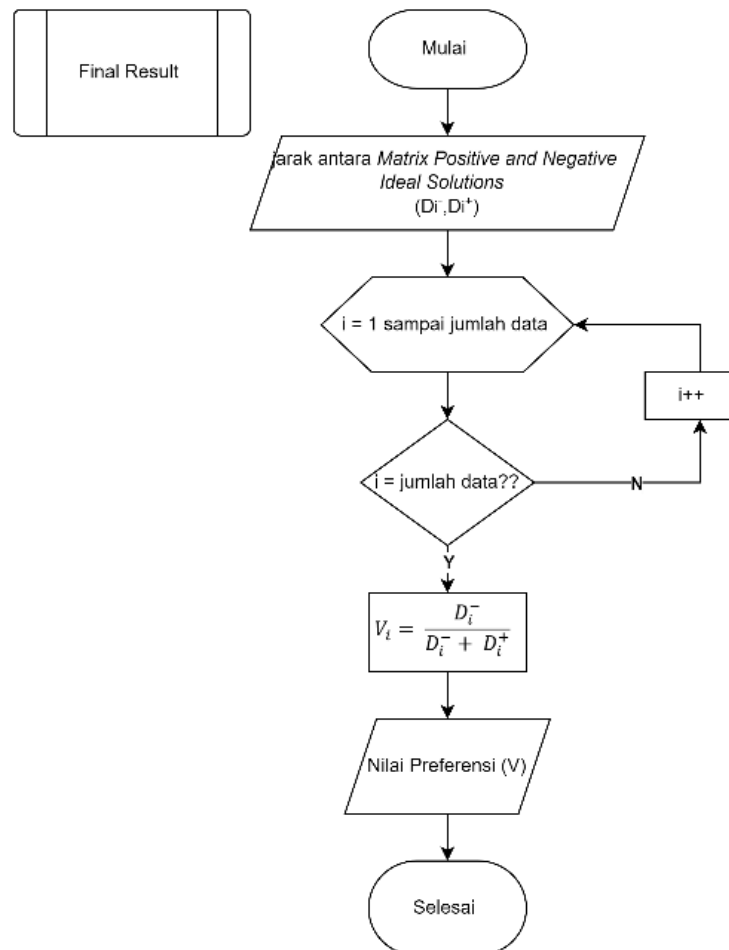 Final Result
Mulai
jarak antara Matrix Positive and Negative
Ideal Solutions
(Di⁻,Di⁺)
i = 1 sampai jumlah data
i++
i = jumlah data??
N
Y
Vᵢ = Dᵢ⁻ / (Dᵢ⁻ + Dᵢ⁺)
Nilai Preferensi (V)
Selesai